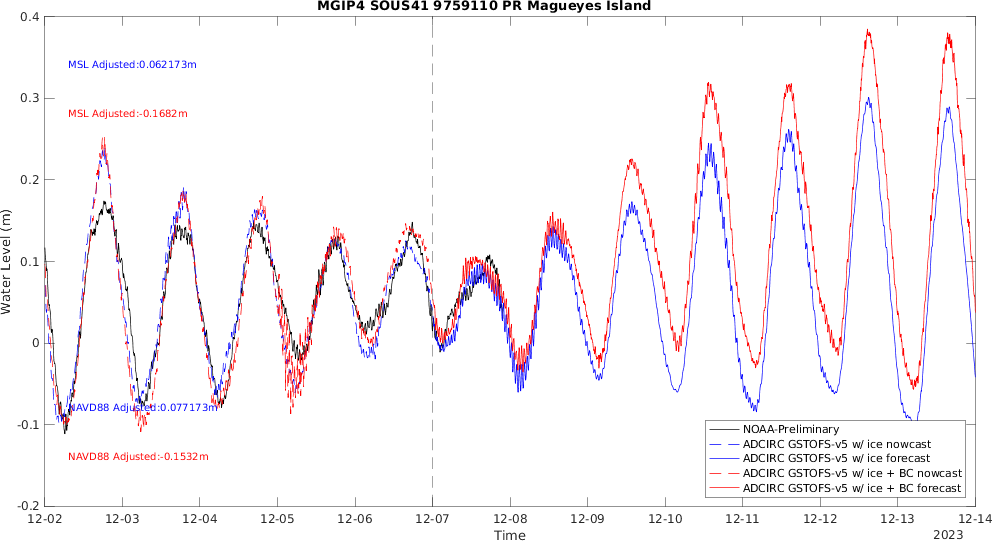 MGIP4 SOUS41 9759110 PR Magueyes Island
0.4
MSL Adjusted:0.062173m
0.3
MSL Adjusted:-0.1682m
0.2
Water Level (m)
0.1
0
NAVD88 Adjusted:0.077173m
-0.1
NAVD88 Adjusted:-0.1532m
NOAA-Preliminary
ADCIRC GSTOFS-v5 w/ ice nowcast
ADCIRC GSTOFS-v5 w/ ice forecast
ADCIRC GSTOFS-v5 w/ ice + BC nowcast
ADCIRC GSTOFS-v5 w/ ice + BC forecast
-0.2
12-02 12-03 12-04 12-05 12-06 12-07 12-08 12-09 12-10 12-11 12-12 12-13 12-14
Time
2023